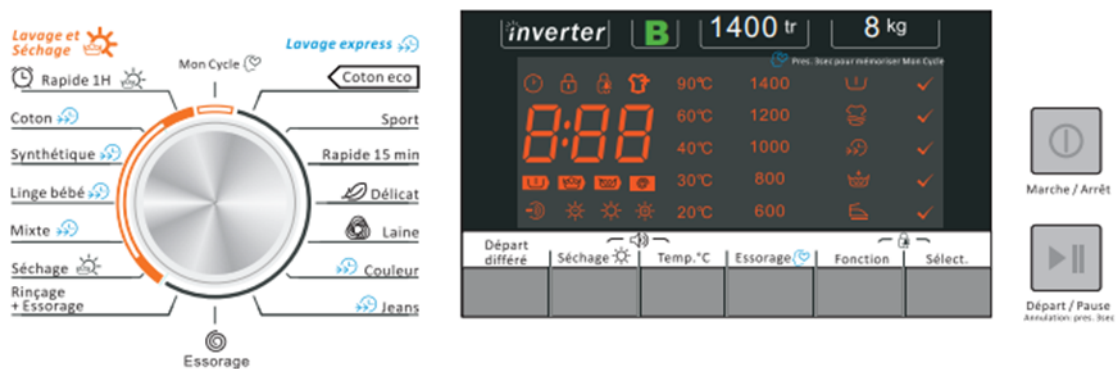 Lavage et
Séchage
Lavage express
Mon Cycle
Rapide 1H
Coton eco
Coton
Sport
Synthétique
Rapide 15 min
Linge bébé
Délicat
Mixte
Laine
Séchage
Couleur
Rinçage
+ Essorage
Jeans
Essorage
inverter
B
1400 tr
8 kg
Pres. 3sec pour mémoriser Mon Cycle
8:88
90°C 1400
60°C 1200
40°C 1000
30°C 800
20°C 600
Départ
différé
Séchage
Temp.°C
Essorage
Fonction
Sélect.
Marche / Arrêt
Départ / Pause
Annulation: pres. 3sec